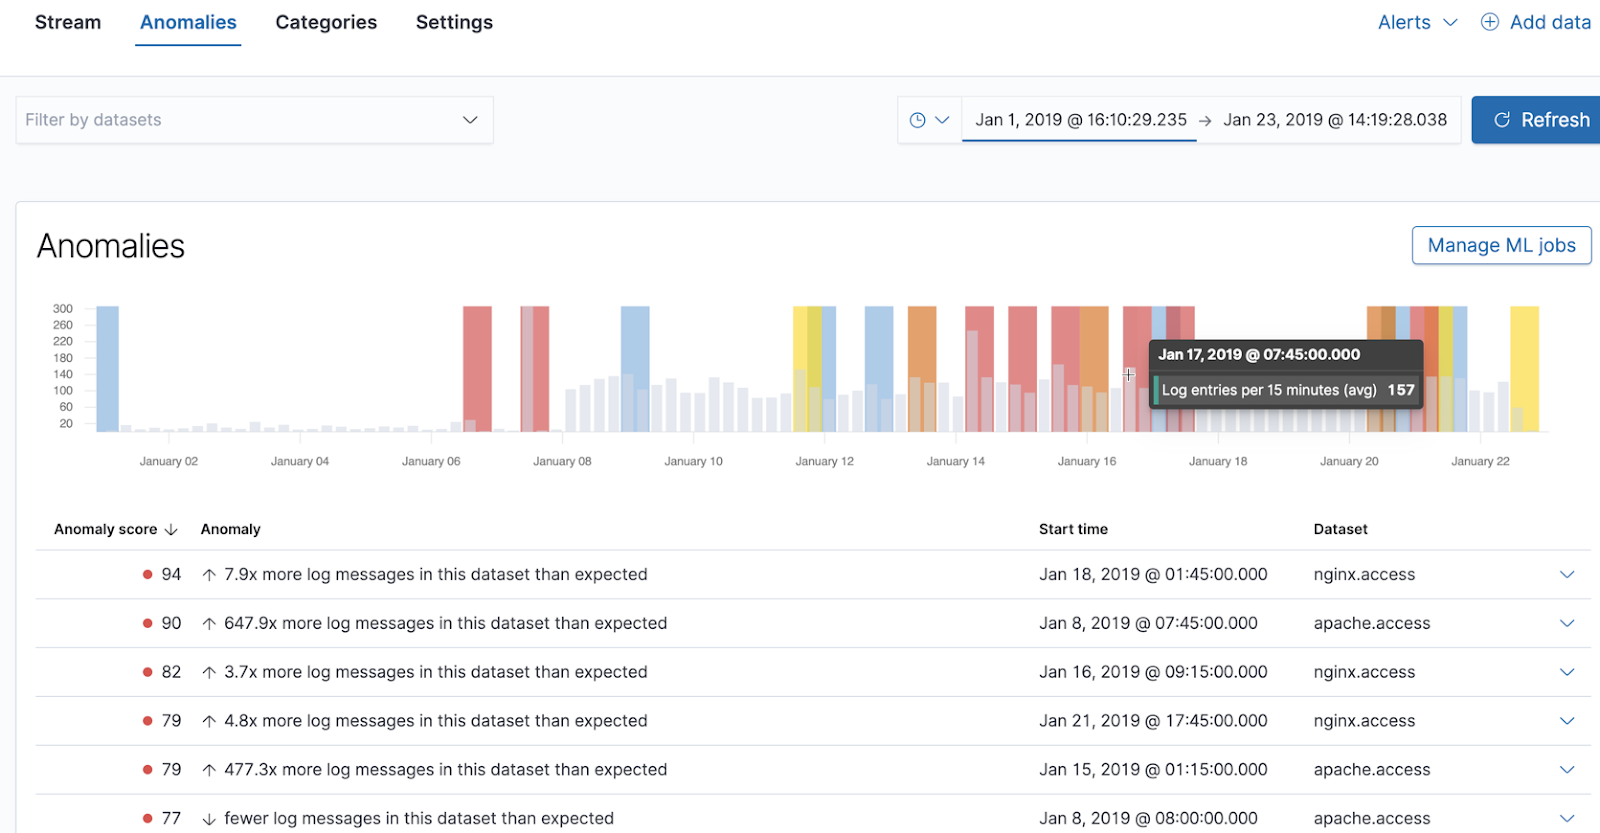 Stream Anomalies Categories Settings Alerts Add data
Filter by datasets Jan 1, 2019 @ 16:10:29.235 → Jan 23, 2019 @ 14:19:28.038 Refresh
Anomalies Manage ML jobs
300
260
220
180
140
100
60
20
Jan 17, 2019 @ 07:45:00.000
Log entries per 15 minutes (avg) 157
January 02 January 04 January 06 January 08 January 10 January 12 January 14 January 16 January 18 January 20 January 22
Anomaly score ↓ Anomaly Start time Dataset
94 ↑ 7.9x more log messages in this dataset than expected Jan 18, 2019 @ 01:45:00.000 nginx.access
90 ↑ 647.9x more log messages in this dataset than expected Jan 8, 2019 @ 07:45:00.000 apache.access
82 ↑ 3.7x more log messages in this dataset than expected Jan 16, 2019 @ 09:15:00.000 nginx.access
79 ↑ 4.8x more log messages in this dataset than expected Jan 21, 2019 @ 17:45:00.000 nginx.access
79 ↑ 477.3x more log messages in this dataset than expected Jan 15, 2019 @ 01:15:00.000 apache.access
77 ↓ fewer log messages in this dataset than expected Jan 8, 2019 @ 08:00:00.000 apache.access